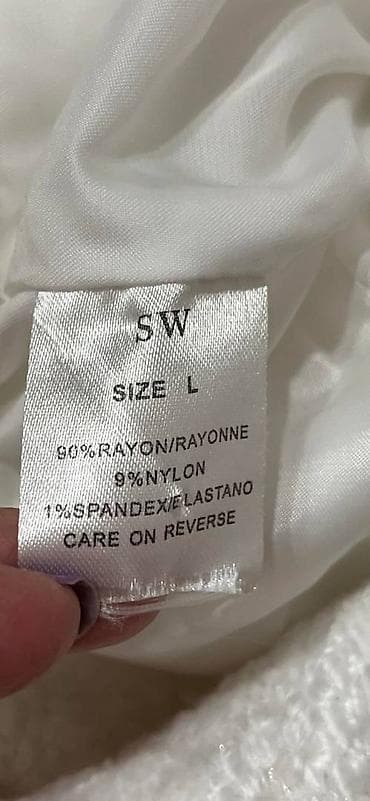 SW
SIZE L
90%RAYON/RAYONNE
9%NYLON
1%SPANDEX/ELASTANO
CARE ON REVERSE